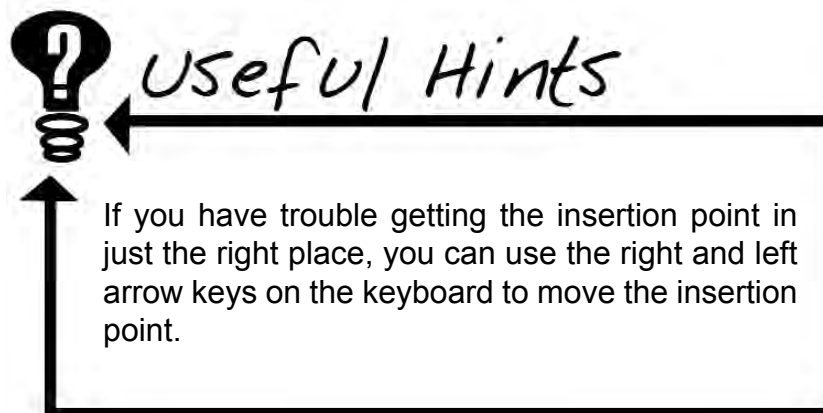 ?
Useful Hints
If you have trouble getting the insertion point in
just the right place, you can use the right and left
arrow keys on the keyboard to move the insertion
point.